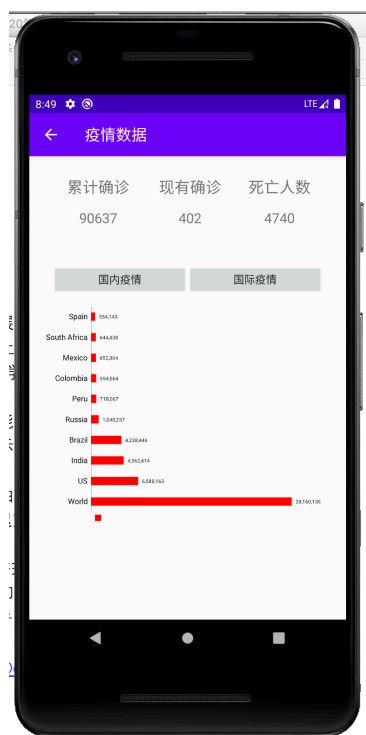 8:49 LTE
疫情数据
累计确诊 现有确诊 死亡人数
90637 402 4740
国内疫情 国际疫情
Spain 554,143
South Africa 644,438
Mexico 652,364
Colombia 694,664
Peru 710,067
Russia 1,048,257
Brazil 4,238,446
India 4,562,414
US 6,588,163
World 28,160,136